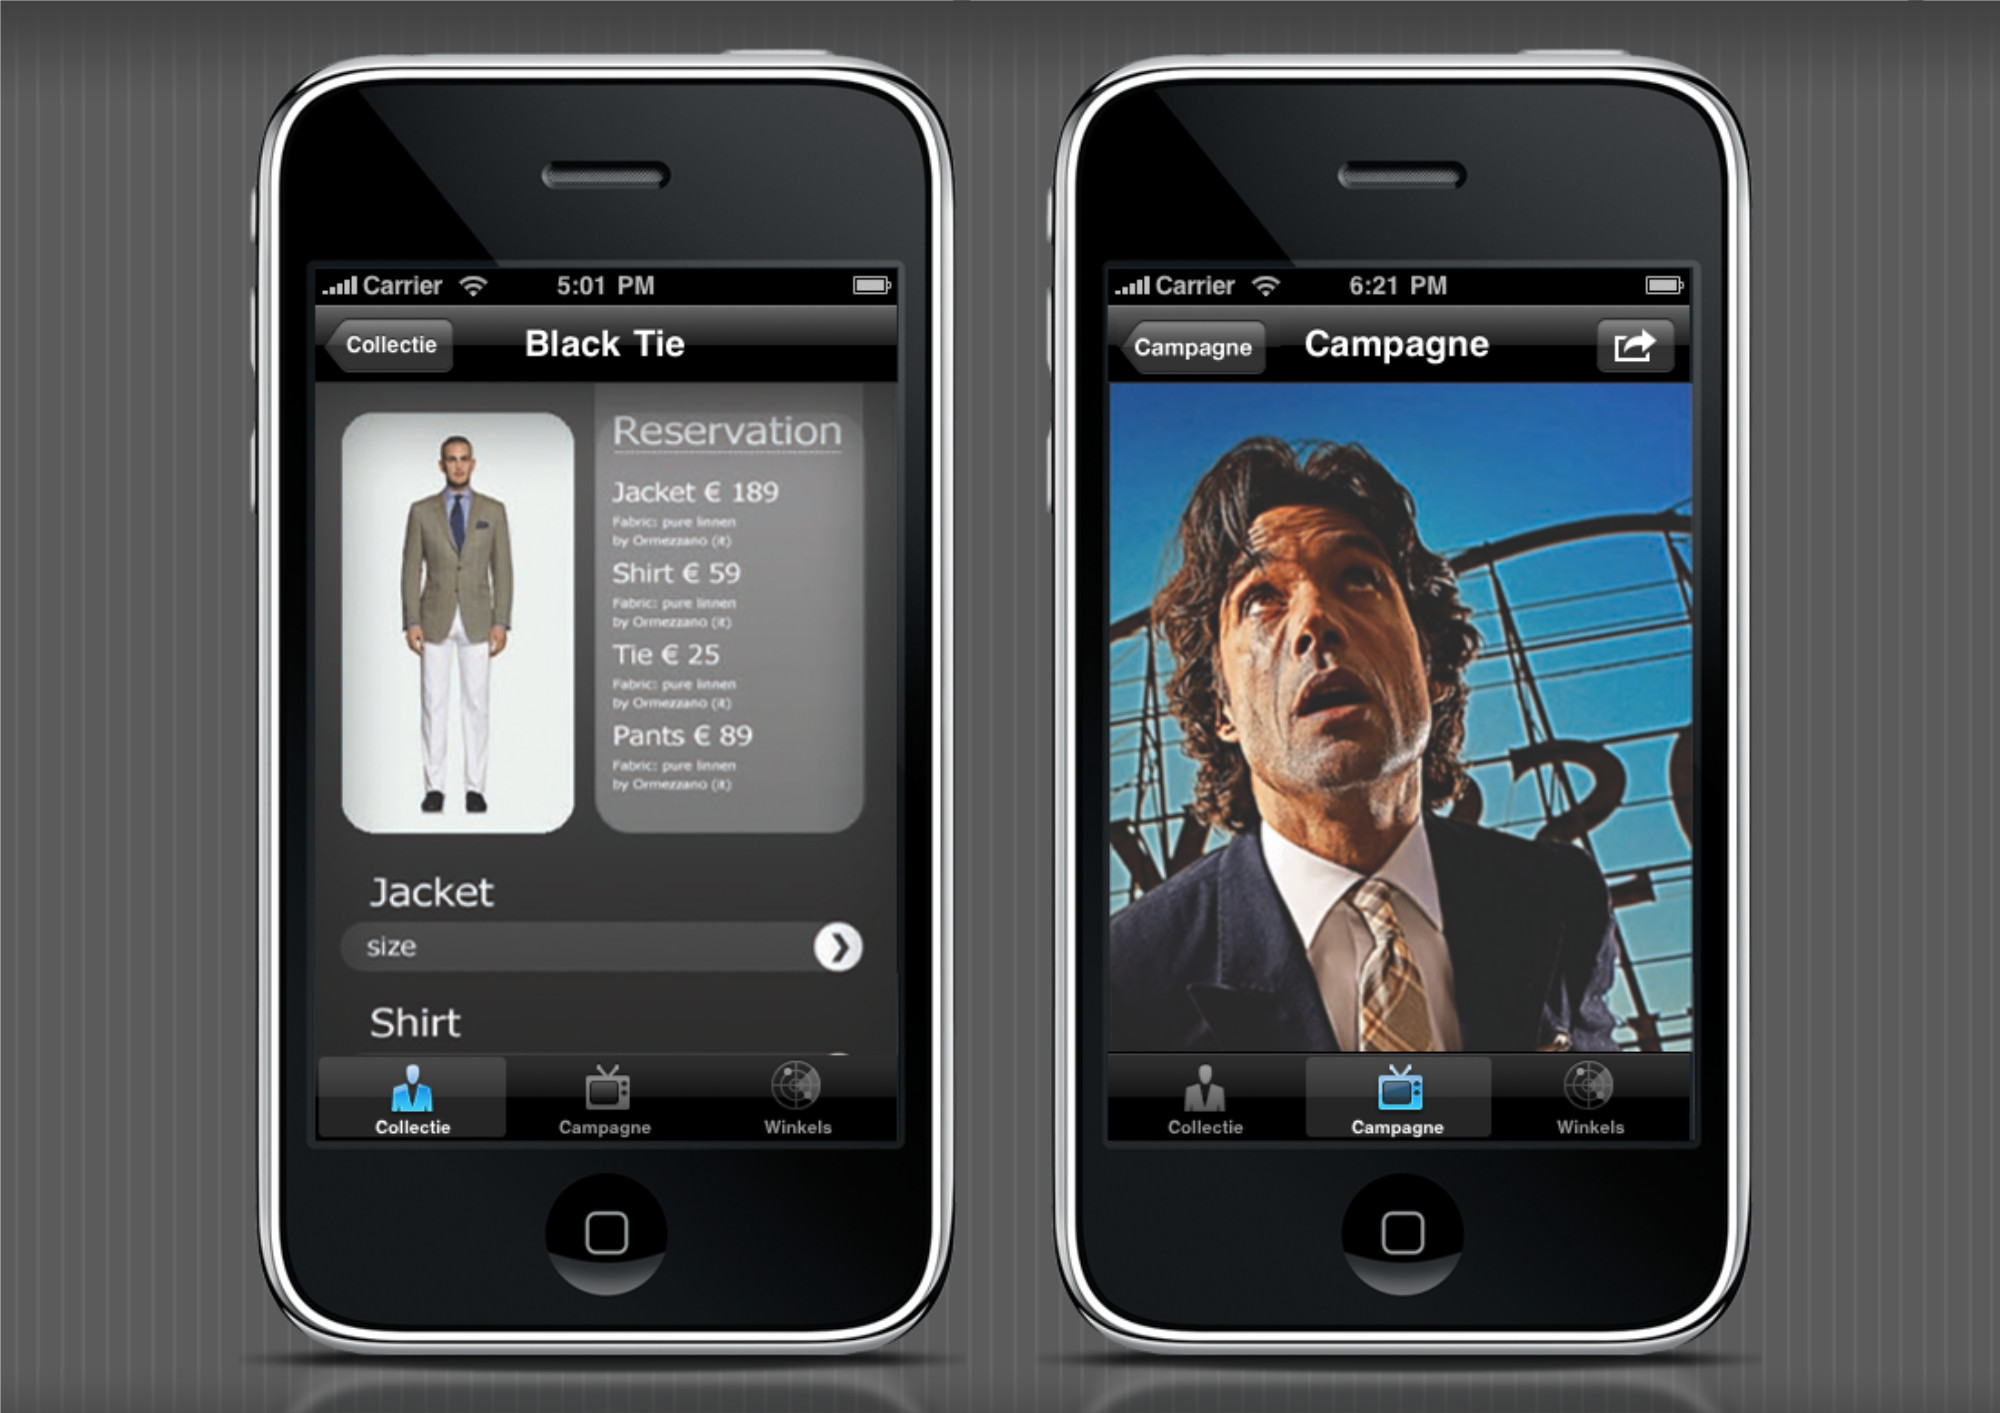 Carrier 5:01 PM
Collectie Black Tie
Reservation
Jacket € 189
Fabric: pure linnen
by Ormezzano (it)
Shirt € 59
Fabric: pure linnen
by Ormezzano (it)
Tie € 25
Fabric: pure linnen
by Ormezzano (it)
Pants € 89
Fabric: pure linnen
by Ormezzano (it)
Jacket
size
Shirt
Collectie Campagne Winkels
Carrier 6:21 PM
Campagne Campagne
Collectie Campagne Winkels